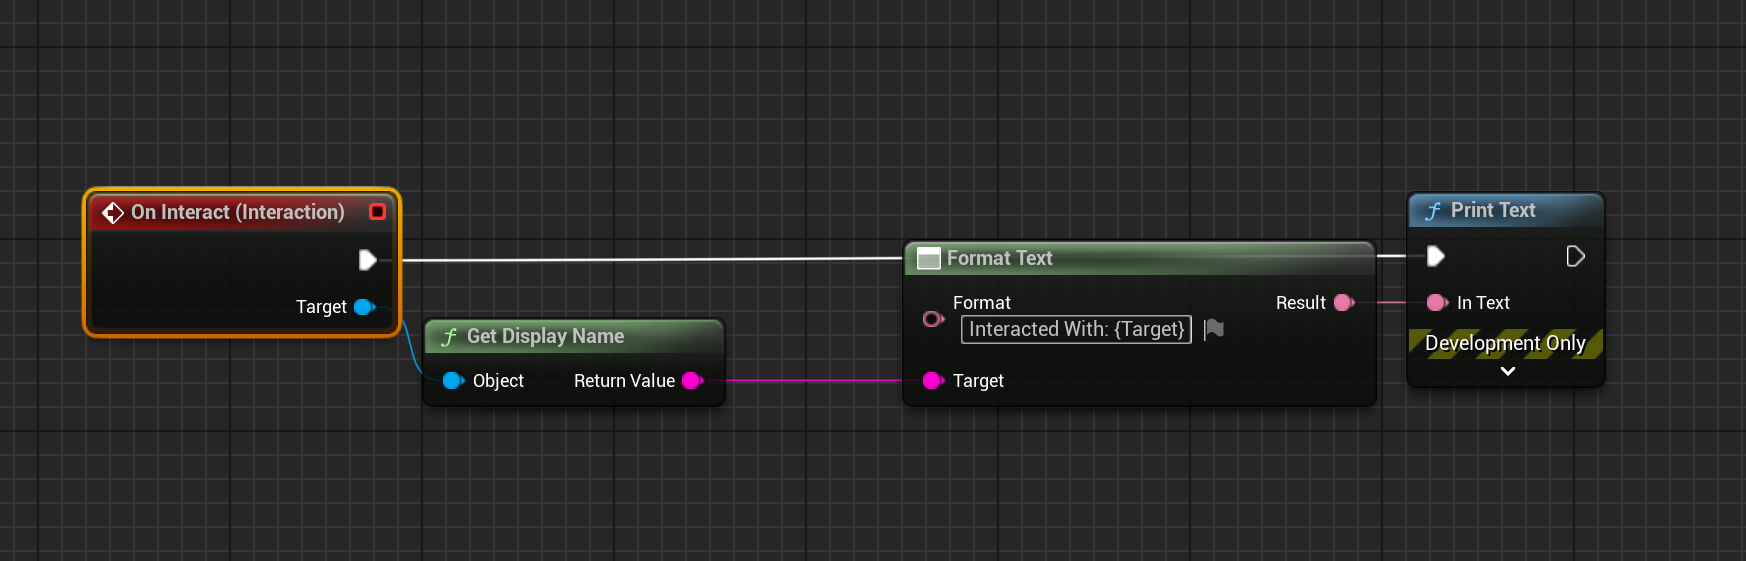 On Interact (Interaction)
Target
f Get Display Name
Object Return Value
Format Text
Format
Interacted With: {Target}
Result
Target
f Print Text
In Text
Development Only